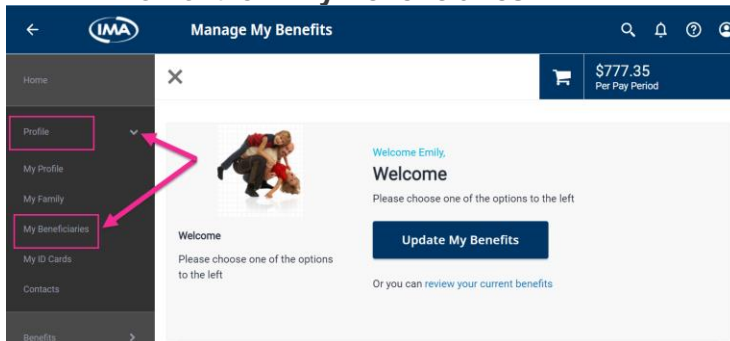 IMA
Manage My Benefits
Home
$777.35
Per Pay Period
Profile
My Profile
My Family
My Beneficiaries
My ID Cards
Contacts
Benefits
Welcome
Please choose one of the options
to the left
Welcome Emily,
Welcome
Please choose one of the options to the left
Update My Benefits
Or you can review your current benefits